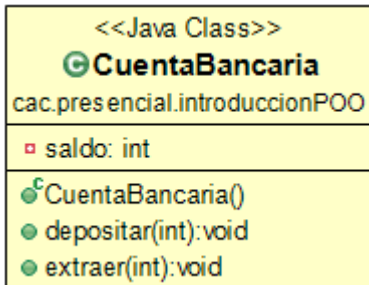 <<Java Class>>
CuentaBancaria
cac.presencial.introduccionPOO
saldo: int
CuentaBancaria()
depositar(int):void
extraer(int):void